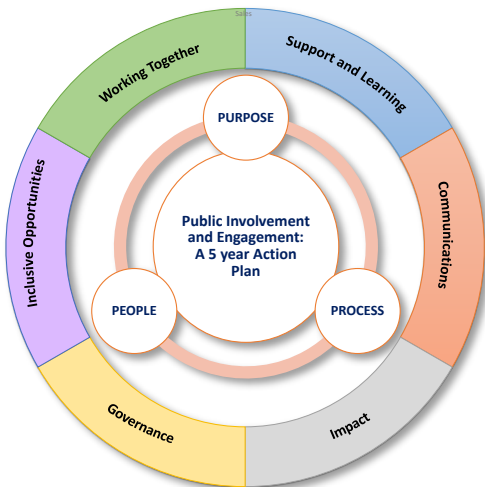 Sales
Working Together
Support and Learning
PURPOSE
Inclusive Opportunities
Public Involvement
and Engagement:
A 5 year Action
Plan
Communications
PEOPLE
PROCESS
Governance
Impact